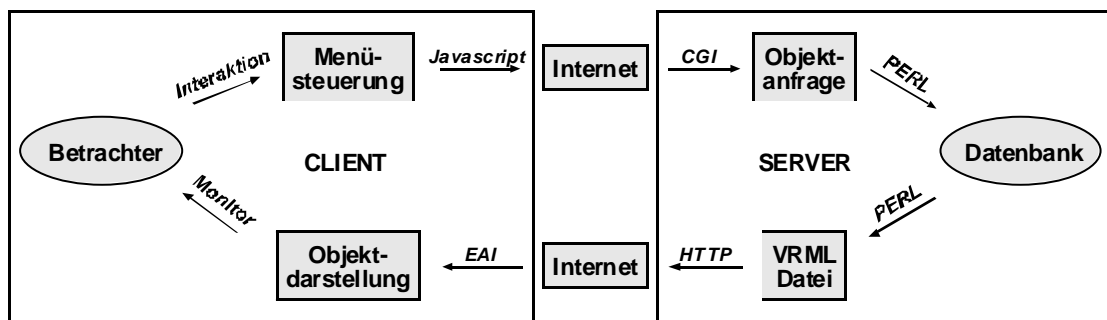 Interaktion
Menü-
steuerung
Javascript
Internet
CGI
Objekt-
anfrage
PERL
Betrachter
CLIENT
SERVER
Datenbank
Monitor
Objekt-
darstellung
EAI
Internet
HTTP
VRML
Datei
PERL